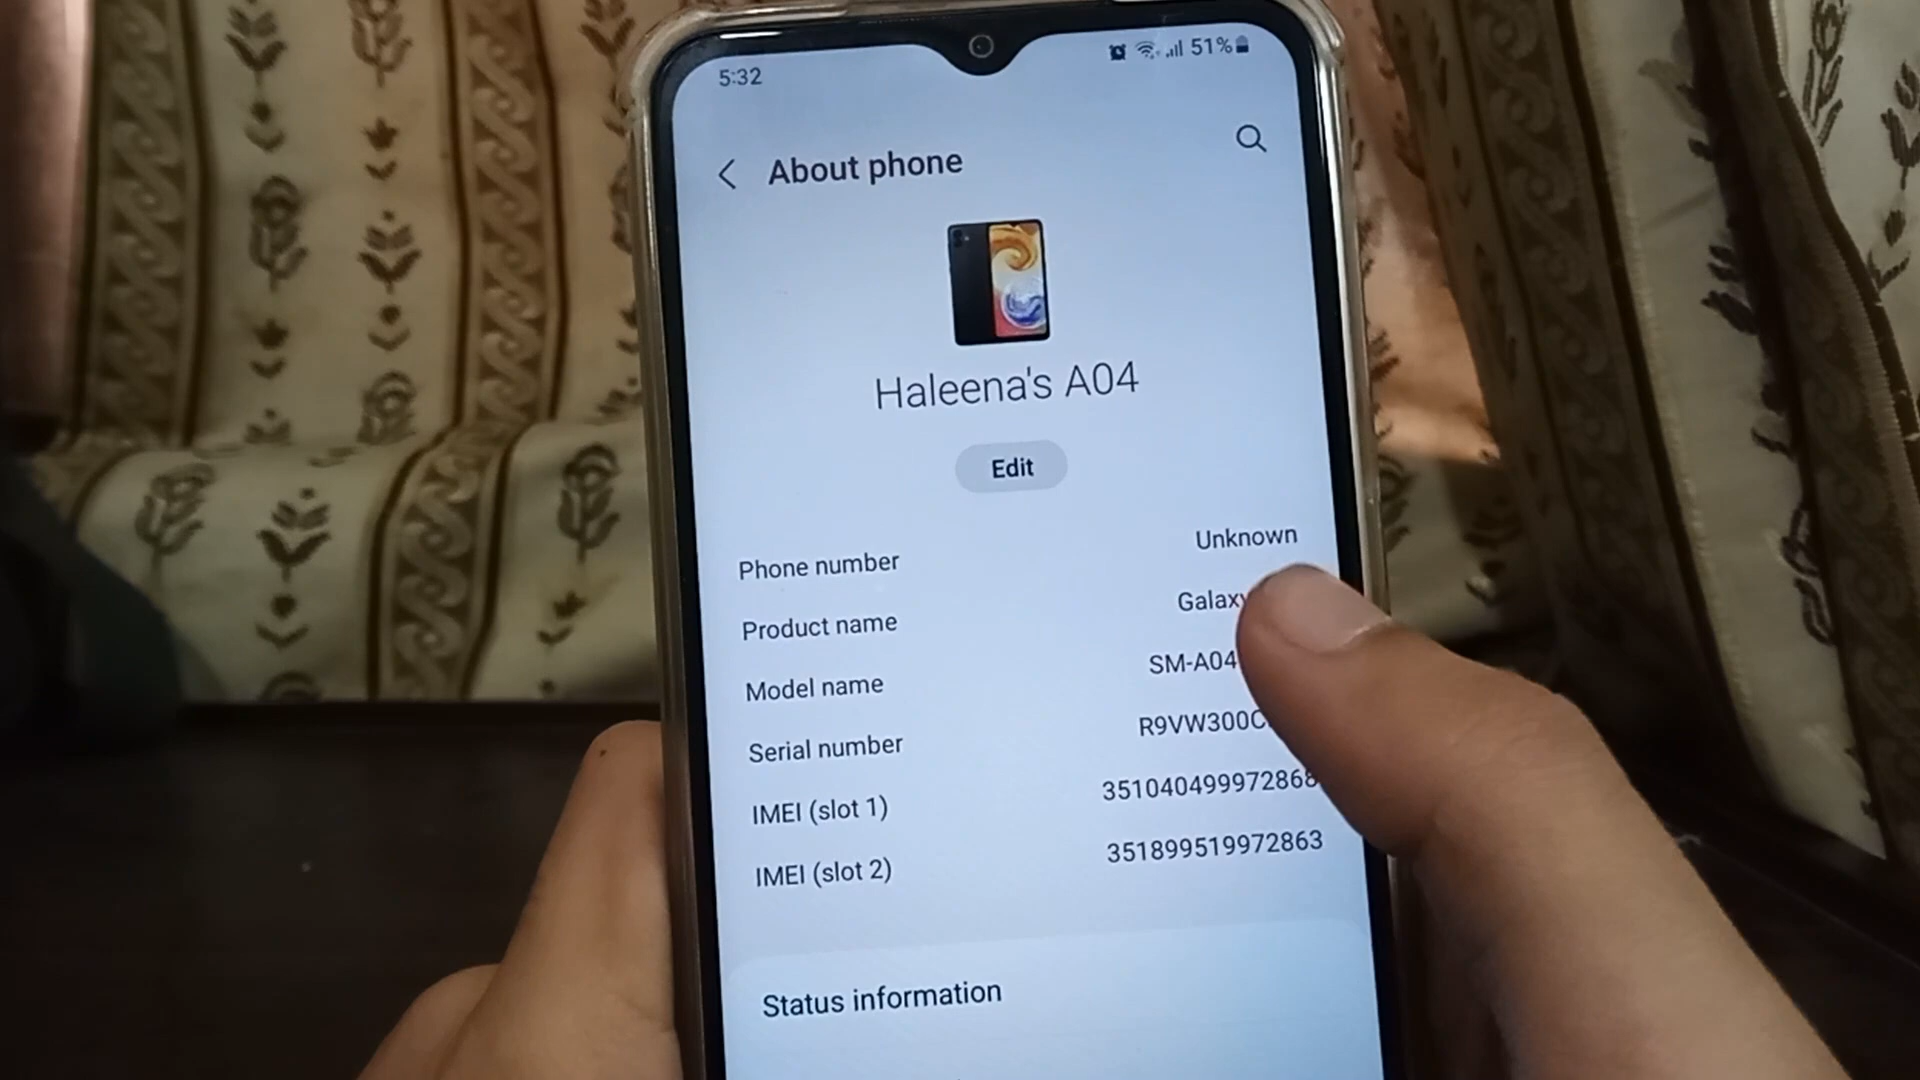 5:32 51%
About phone
Haleena's A04
Edit
Phone number Unknown
Product name Galaxy
Model name SM-A04
Serial number R9VW300C
IMEI (slot 1) 351040499972868
IMEI (slot 2) 351899519972863
Status information